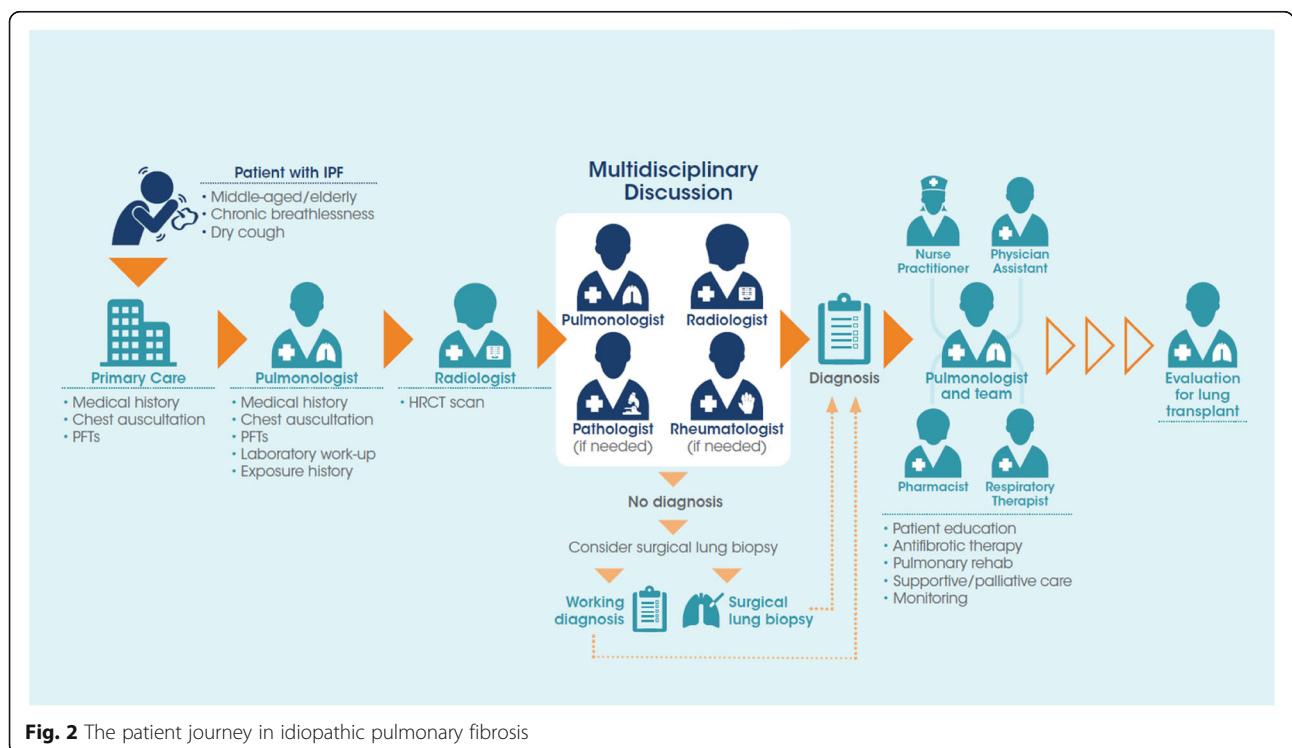 Patient with IPF
• Middle-aged/elderly
• Chronic breathlessness
• Dry cough
Primary Care
• Medical history
• Chest auscultation
• PFTs
Pulmonologist
• Medical history
• Chest auscultation
• PFTs
• Laboratory work-up
• Exposure history
Radiologist
• HRCT scan
Multidisciplinary
Discussion
Pulmonologist
Radiologist
Pathologist
(if needed)
Rheumatologist
(if needed)
No diagnosis
Consider surgical lung biopsy
Working
diagnosis
Surgical
lung biopsy
Diagnosis
Nurse
Practitioner
Physician
Assistant
Pulmonologist
and team
Pharmacist
Respiratory
Therapist
• Patient education
• Antifibrotic therapy
• Pulmonary rehab
• Supportive/palliative care
• Monitoring
Evaluation
for lung
transplant
Fig. 2 The patient journey in idiopathic pulmonary fibrosis